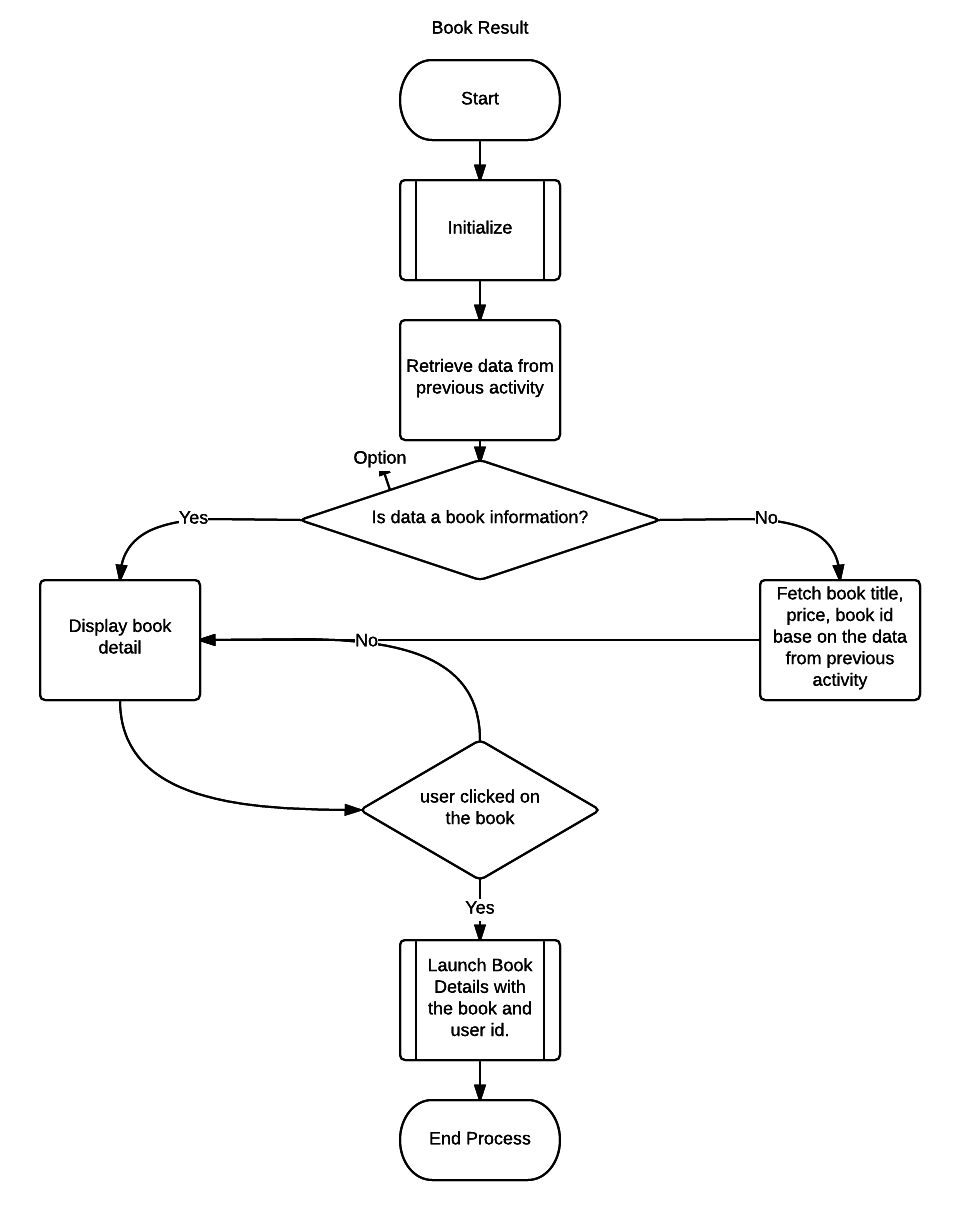 Book Result
Start
Initialize
Retrieve data from
previous activity
Option
Is data a book information?
Yes
No
Display book
detail
Fetch book title,
price, book id
base on the data
from previous
activity
No
user clicked on
the book
Yes
Launch Book
Details with
the book and
user id.
End Process